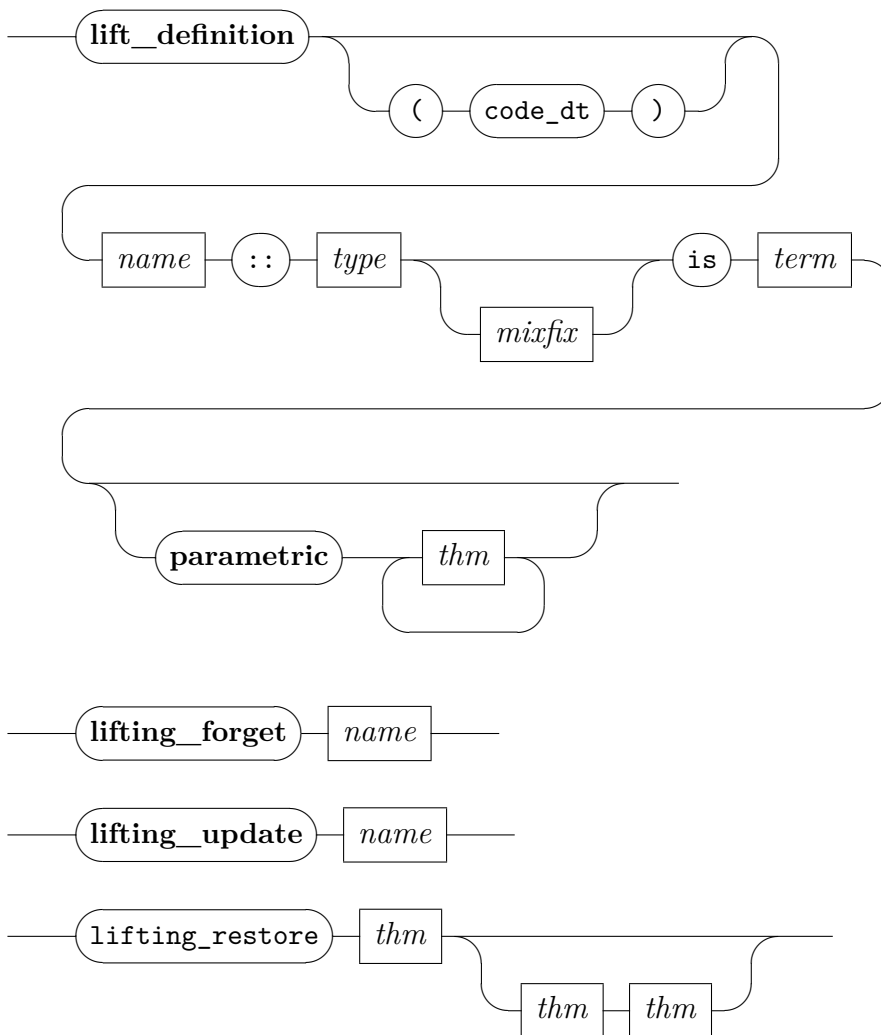 lift_definition
( code_dt )
name :: type is term
mixfix
parametric thm
lifting_forget name
lifting_update name
lifting_restore thm
thm thm